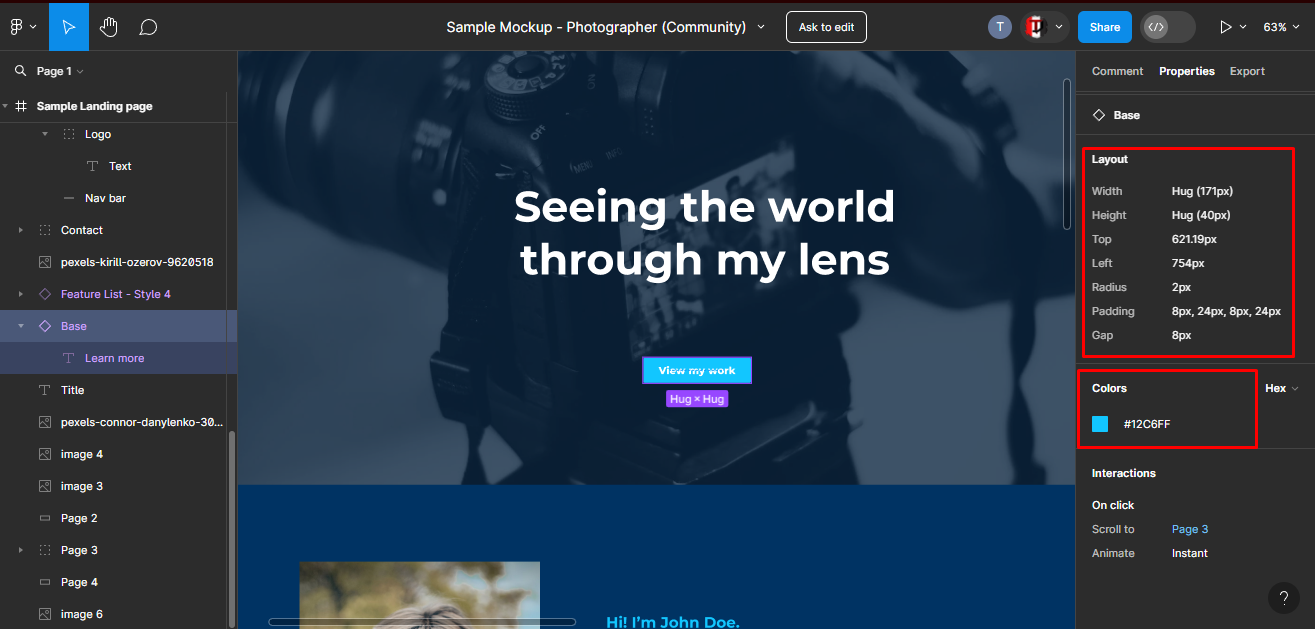 Sample Mockup - Photographer (Community)
Ask to edit
T
Share
</>
63%
Page 1
Sample Landing page
Logo
Text
Nav bar
Contact
pexels-kirill-ozerov-9620518
Feature List - Style 4
Base
Learn more
Title
pexels-connor-danylenko-30...
image 4
image 3
Page 2
Page 3
Page 4
image 6
OFF
MENU
INFO
Seeing the world
through my lens
View my work
Hug × Hug
Hi! I'm John Doe.
Comment Properties Export
Base
Layout
Width Hug (171px)
Height Hug (40px)
Top 621.19px
Left 754px
Radius 2px
Padding 8px, 24px, 8px, 24px
Gap 8px
Colors Hex
#12C6FF
Interactions
On click
Scroll to Page 3
Animate Instant
?